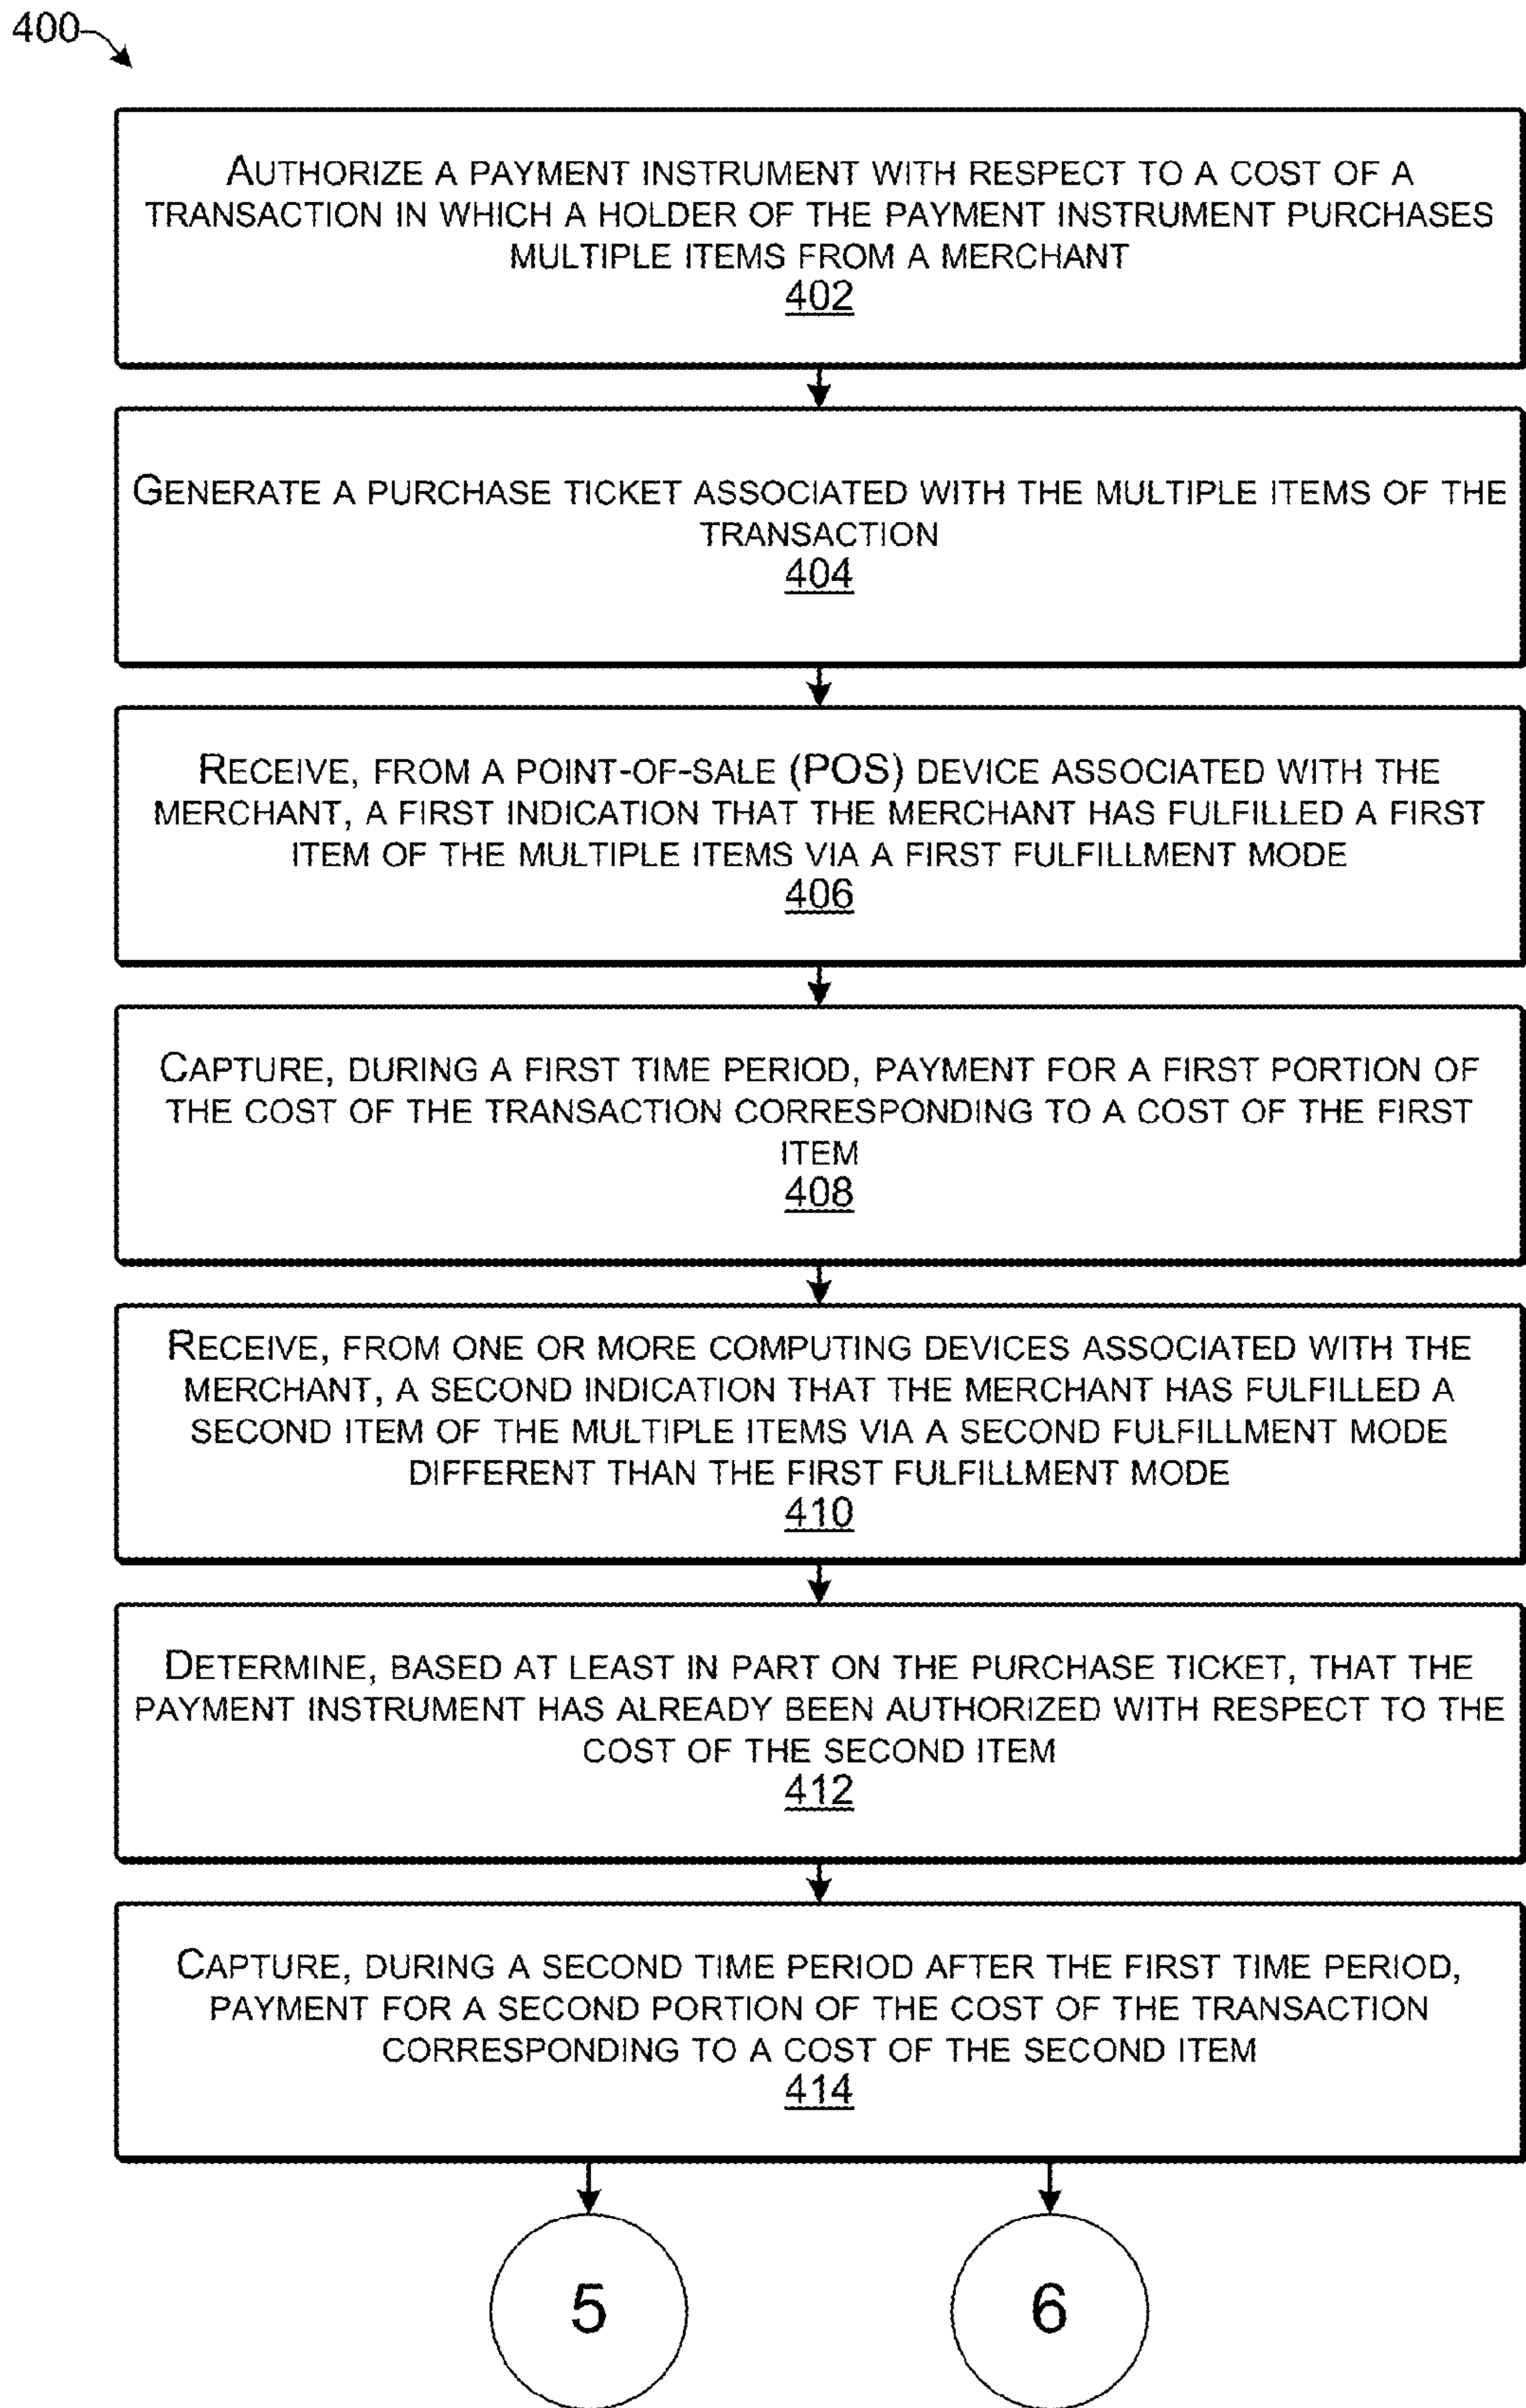 400
AUTHORIZE A PAYMENT INSTRUMENT WITH RESPECT TO A COST OF A
TRANSACTION IN WHICH A HOLDER OF THE PAYMENT INSTRUMENT PURCHASES
MULTIPLE ITEMS FROM A MERCHANT
402
GENERATE A PURCHASE TICKET ASSOCIATED WITH THE MULTIPLE ITEMS OF THE
TRANSACTION
404
RECEIVE, FROM A POINT-OF-SALE (POS) DEVICE ASSOCIATED WITH THE
MERCHANT, A FIRST INDICATION THAT THE MERCHANT HAS FULFILLED A FIRST
ITEM OF THE MULTIPLE ITEMS VIA A FIRST FULFILLMENT MODE
406
CAPTURE, DURING A FIRST TIME PERIOD, PAYMENT FOR A FIRST PORTION OF
THE COST OF THE TRANSACTION CORRESPONDING TO A COST OF THE FIRST
ITEM
408
RECEIVE, FROM ONE OR MORE COMPUTING DEVICES ASSOCIATED WITH THE
MERCHANT, A SECOND INDICATION THAT THE MERCHANT HAS FULFILLED A
SECOND ITEM OF THE MULTIPLE ITEMS VIA A SECOND FULFILLMENT MODE
DIFFERENT THAN THE FIRST FULFILLMENT MODE
410
DETERMINE, BASED AT LEAST IN PART ON THE PURCHASE TICKET, THAT THE
PAYMENT INSTRUMENT HAS ALREADY BEEN AUTHORIZED WITH RESPECT TO THE
COST OF THE SECOND ITEM
412
CAPTURE, DURING A SECOND TIME PERIOD AFTER THE FIRST TIME PERIOD,
PAYMENT FOR A SECOND PORTION OF THE COST OF THE TRANSACTION
CORRESPONDING TO A COST OF THE SECOND ITEM
414
5
6